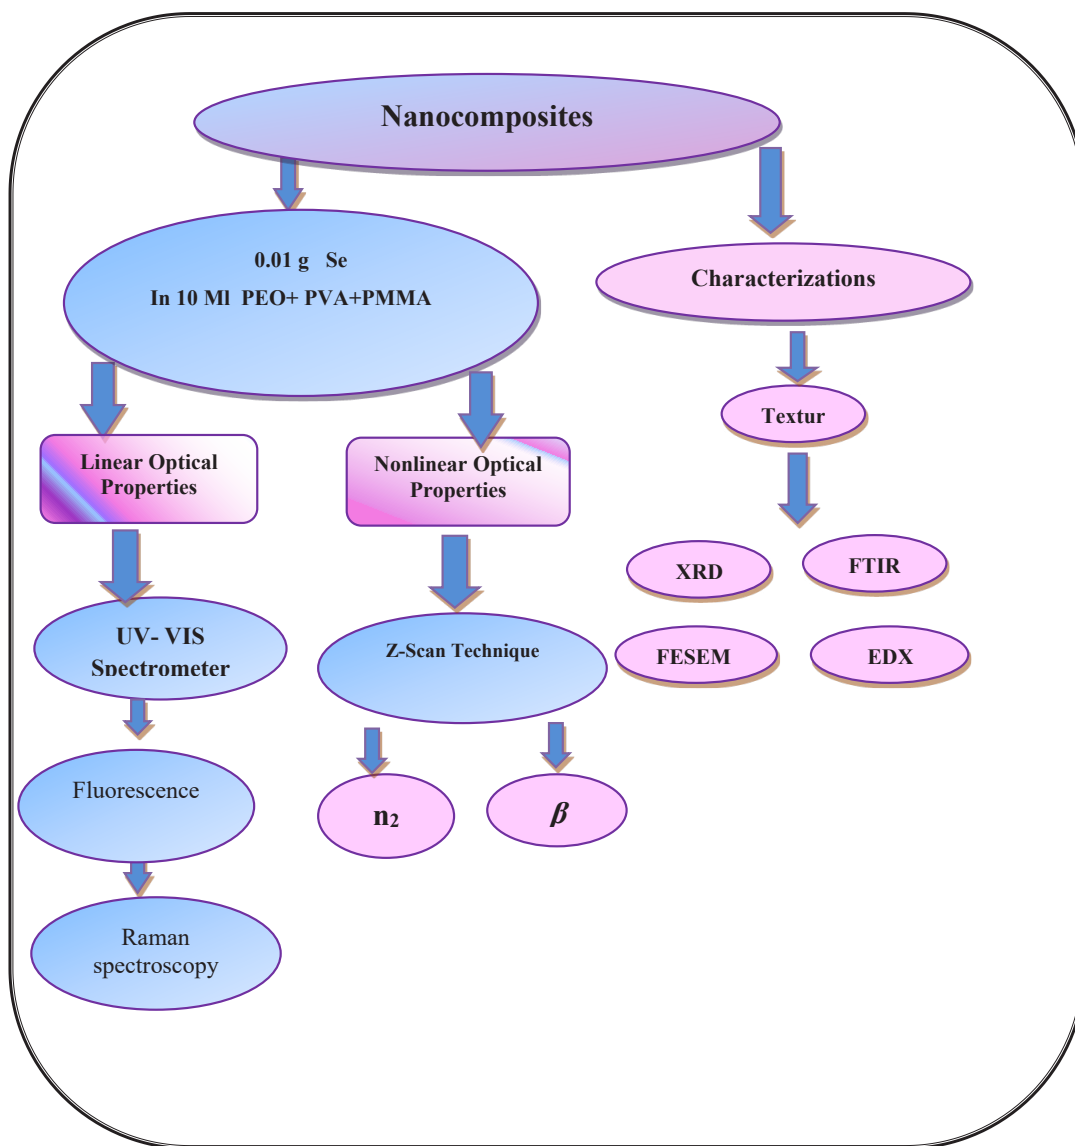 Nanocomposites
0.01 g Se
In 10 Ml PEO+ PVA+PMMA
Characterizations
Textur
Linear Optical
Properties
Nonlinear Optical
Properties
XRD
FTIR
FESEM
EDX
UV- VIS
Spectrometer
Z-Scan Technique
Fluorescence
n₂
β
Raman
spectroscopy